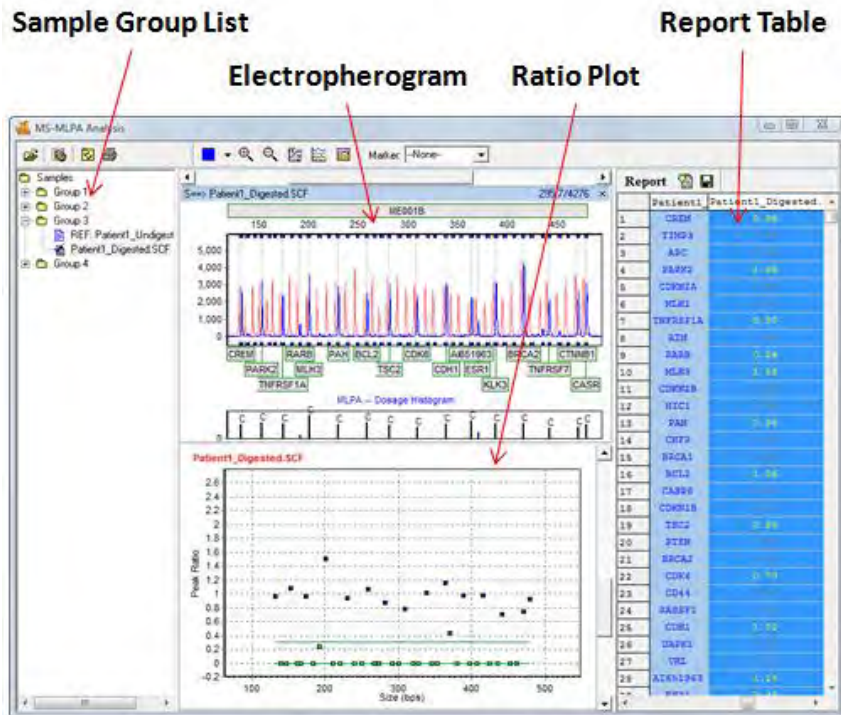 Sample Group List
Report Table
Electropherogram
Ratio Plot
MS-MLPA Analysis
Marker: --None--
Samples
Group 1
Group 2
Group 3
REF: Patient1_Undigest
Patient1_Digested.SCF
Group 4
Patient1_Digested.SCF
ME001B
150 200 250 300 350 400 450
5,000
4,000
3,000
2,000
1,000
0
CREM RARB PAH BCL2 CDK6 AI651963 BRCA2 CTNNB1
PARK2 MLH3 TSC2 CDH1 ESR1 TNFRSF7
TNFRSF1A KLK3 CASR
MLPA -- Dosage Histogram
C C C C C C C C C C C C
0
Patient1_Digested.SCF
2.6
2.4
2.2
2
1.8
1.6
1.4
1.2
1
0.8
0.6
0.4
0.2
0
-0.2
Peak Ratio
100 200 300 400 500
Size (bps)
Report
Patient1_ Patient1_Digested.
1 CREM
2 TIMP3
3 APC
4 PARK2
5 CDKN2A
6 MLH1
7 TNFRSF1A
8 ATM
9 RARB
10 MLH3
11 CDKN2B
12 HIC1
13 PAH
14 CHFR
15 BRCA1
16 BCL2
17 CASP8
18 CDKN1B
19 TSC2
20 PTEN
21 BRCA2
22 CDK6
23 CD44
24 RASSF1
25 CDH1
26 DAPK1
27 VHL
28 AI651963